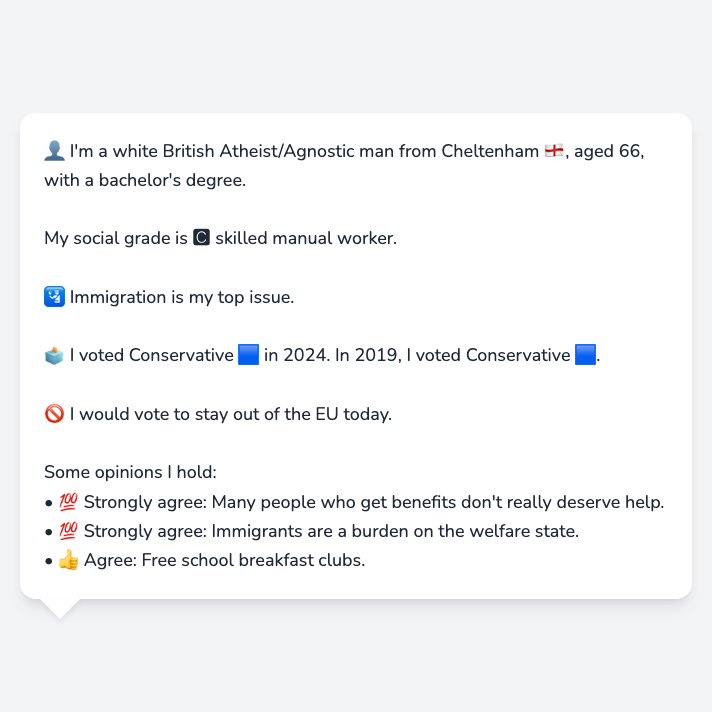 👤 I'm a white British Atheist/Agnostic man from Cheltenham 🏴󠁧󠁢󠁥󠁮󠁧󠁿, aged 66,
with a bachelor's degree.
My social grade is 🅲 skilled manual worker.
🛂 Immigration is my top issue.
🗳️ I voted Conservative 🟦 in 2024. In 2019, I voted Conservative 🟦.
🚫 I would vote to stay out of the EU today.
Some opinions I hold:
• 💯 Strongly agree: Many people who get benefits don't really deserve help.
• 💯 Strongly agree: Immigrants are a burden on the welfare state.
• 👍 Agree: Free school breakfast clubs.